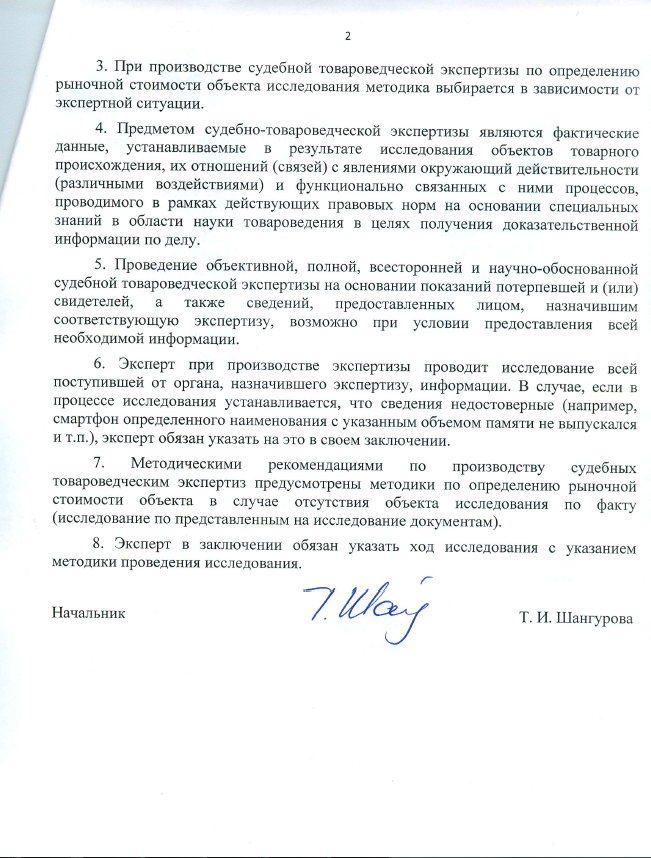 2
3. При производстве судебной товароведческой экспертизы по определению
рыночной стоимости объекта исследования методика выбирается в зависимости от
экспертной ситуации.
4. Предметом судебно-товароведческой экспертизы являются фактические
данные, устанавливаемые в результате исследования объектов товарного
происхождения, их отношений (связей) с явлениями окружающий действительности
(различными воздействиями) и функционально связанных с ними процессов,
проводимого в рамках действующих правовых норм на основании специальных
знаний в области науки товароведения в целях получения доказательственной
информации по делу.
5. Проведение объективной, полной, всесторонней и научно-обоснованной
судебной товароведческой экспертизы на основании показаний потерпевшей и (или)
свидетелей, а также сведений, предоставленных лицом, назначившим
соответствующую экспертизу, возможно при условии предоставления всей
необходимой информации.
6. Эксперт при производстве экспертизы проводит исследование всей
поступившей от органа, назначившего экспертизу, информации. В случае, если в
процессе исследования устанавливается, что сведения недостоверные (например,
смартфон определенного наименования с указанным объемом памяти не выпускался
и т.п.), эксперт обязан указать на это в своем заключении.
7. Методическими рекомендациями по производству судебных
товароведческим экспертиз предусмотрены методики по определению рыночной
стоимости объекта в случае отсутствия объекта исследования по факту
(исследование по представленным на исследование документам).
8. Эксперт в заключении обязан указать ход исследования с указанием
методики проведения исследования.
Начальник
Т. И. Шангурова